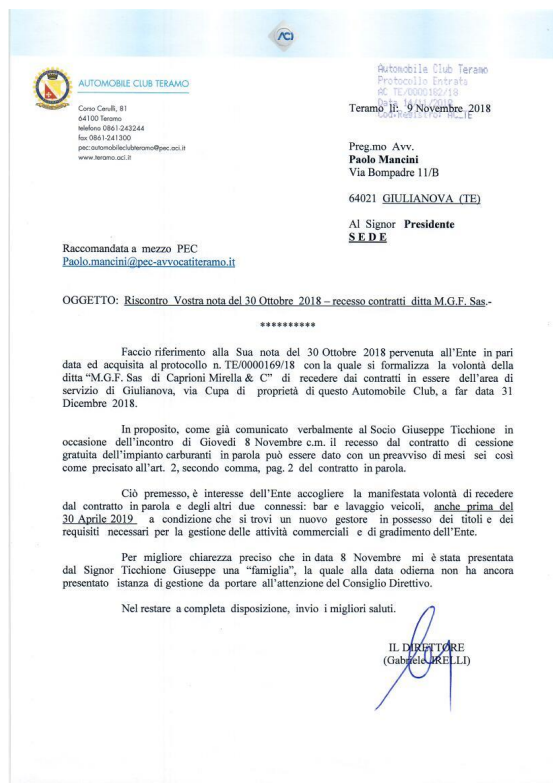 ACI
AUTOMOBILE CLUB TERAMO
Corso Cerulli, 81
64100 Teramo
telefono 0861-243244
fax 0861-241300
pec:automobileclubteramo@pec.aci.it
www.teramo.aci.it
Automobile Club Teramo
Protocollo Entrata
AC TE/0000182/18
Data 14/11/2018
Cod.Registro: AC_TE
Teramo lì: 9 Novembre 2018
Preg.mo Avv.
Paolo Mancini
Via Bompadre 11/B
64021 GIULIANOVA (TE)
Al Signor Presidente
S E D E
Raccomandata a mezzo PEC
Paolo.mancini@pec-avvocatiteramo.it
OGGETTO: Riscontro Vostra nota del 30 Ottobre 2018 – recesso contratti ditta M.G.F. Sas.-
**********
Faccio riferimento alla Sua nota del 30 Ottobre 2018 pervenuta all'Ente in pari
data ed acquisita al protocollo n. TE/0000169/18 con la quale si formalizza la volontà della
ditta "M.G.F. Sas di Caprioni Mirella & C" di recedere dai contratti in essere dell'area di
servizio di Giulianova, via Cupa di proprietà di questo Automobile Club, a far data 31
Dicembre 2018.
In proposito, come già comunicato verbalmente al Socio Giuseppe Ticchione in
occasione dell'incontro di Giovedì 8 Novembre c.m. il recesso dal contratto di cessione
gratuita dell'impianto carburanti in parola può essere dato con un preavviso di mesi sei così
come precisato all'art. 2, secondo comma, pag. 2 del contratto in parola.
Ciò premesso, è interesse dell'Ente accogliere la manifestata volontà di recedere
dal contratto in parola e degli altri due connessi: bar e lavaggio veicoli, anche prima del
30 Aprile 2019 a condizione che si trovi un nuovo gestore in possesso dei titoli e dei
requisiti necessari per la gestione delle attività commerciali e di gradimento dell'Ente.
Per migliore chiarezza preciso che in data 8 Novembre mi è stata presentata
dal Signor Ticchione Giuseppe una "famiglia", la quale alla data odierna non ha ancora
presentato istanza di gestione da portare all'attenzione del Consiglio Direttivo.
Nel restare a completa disposizione, invio i migliori saluti.
IL DIRETTORE
(Gabriele IRELLI)